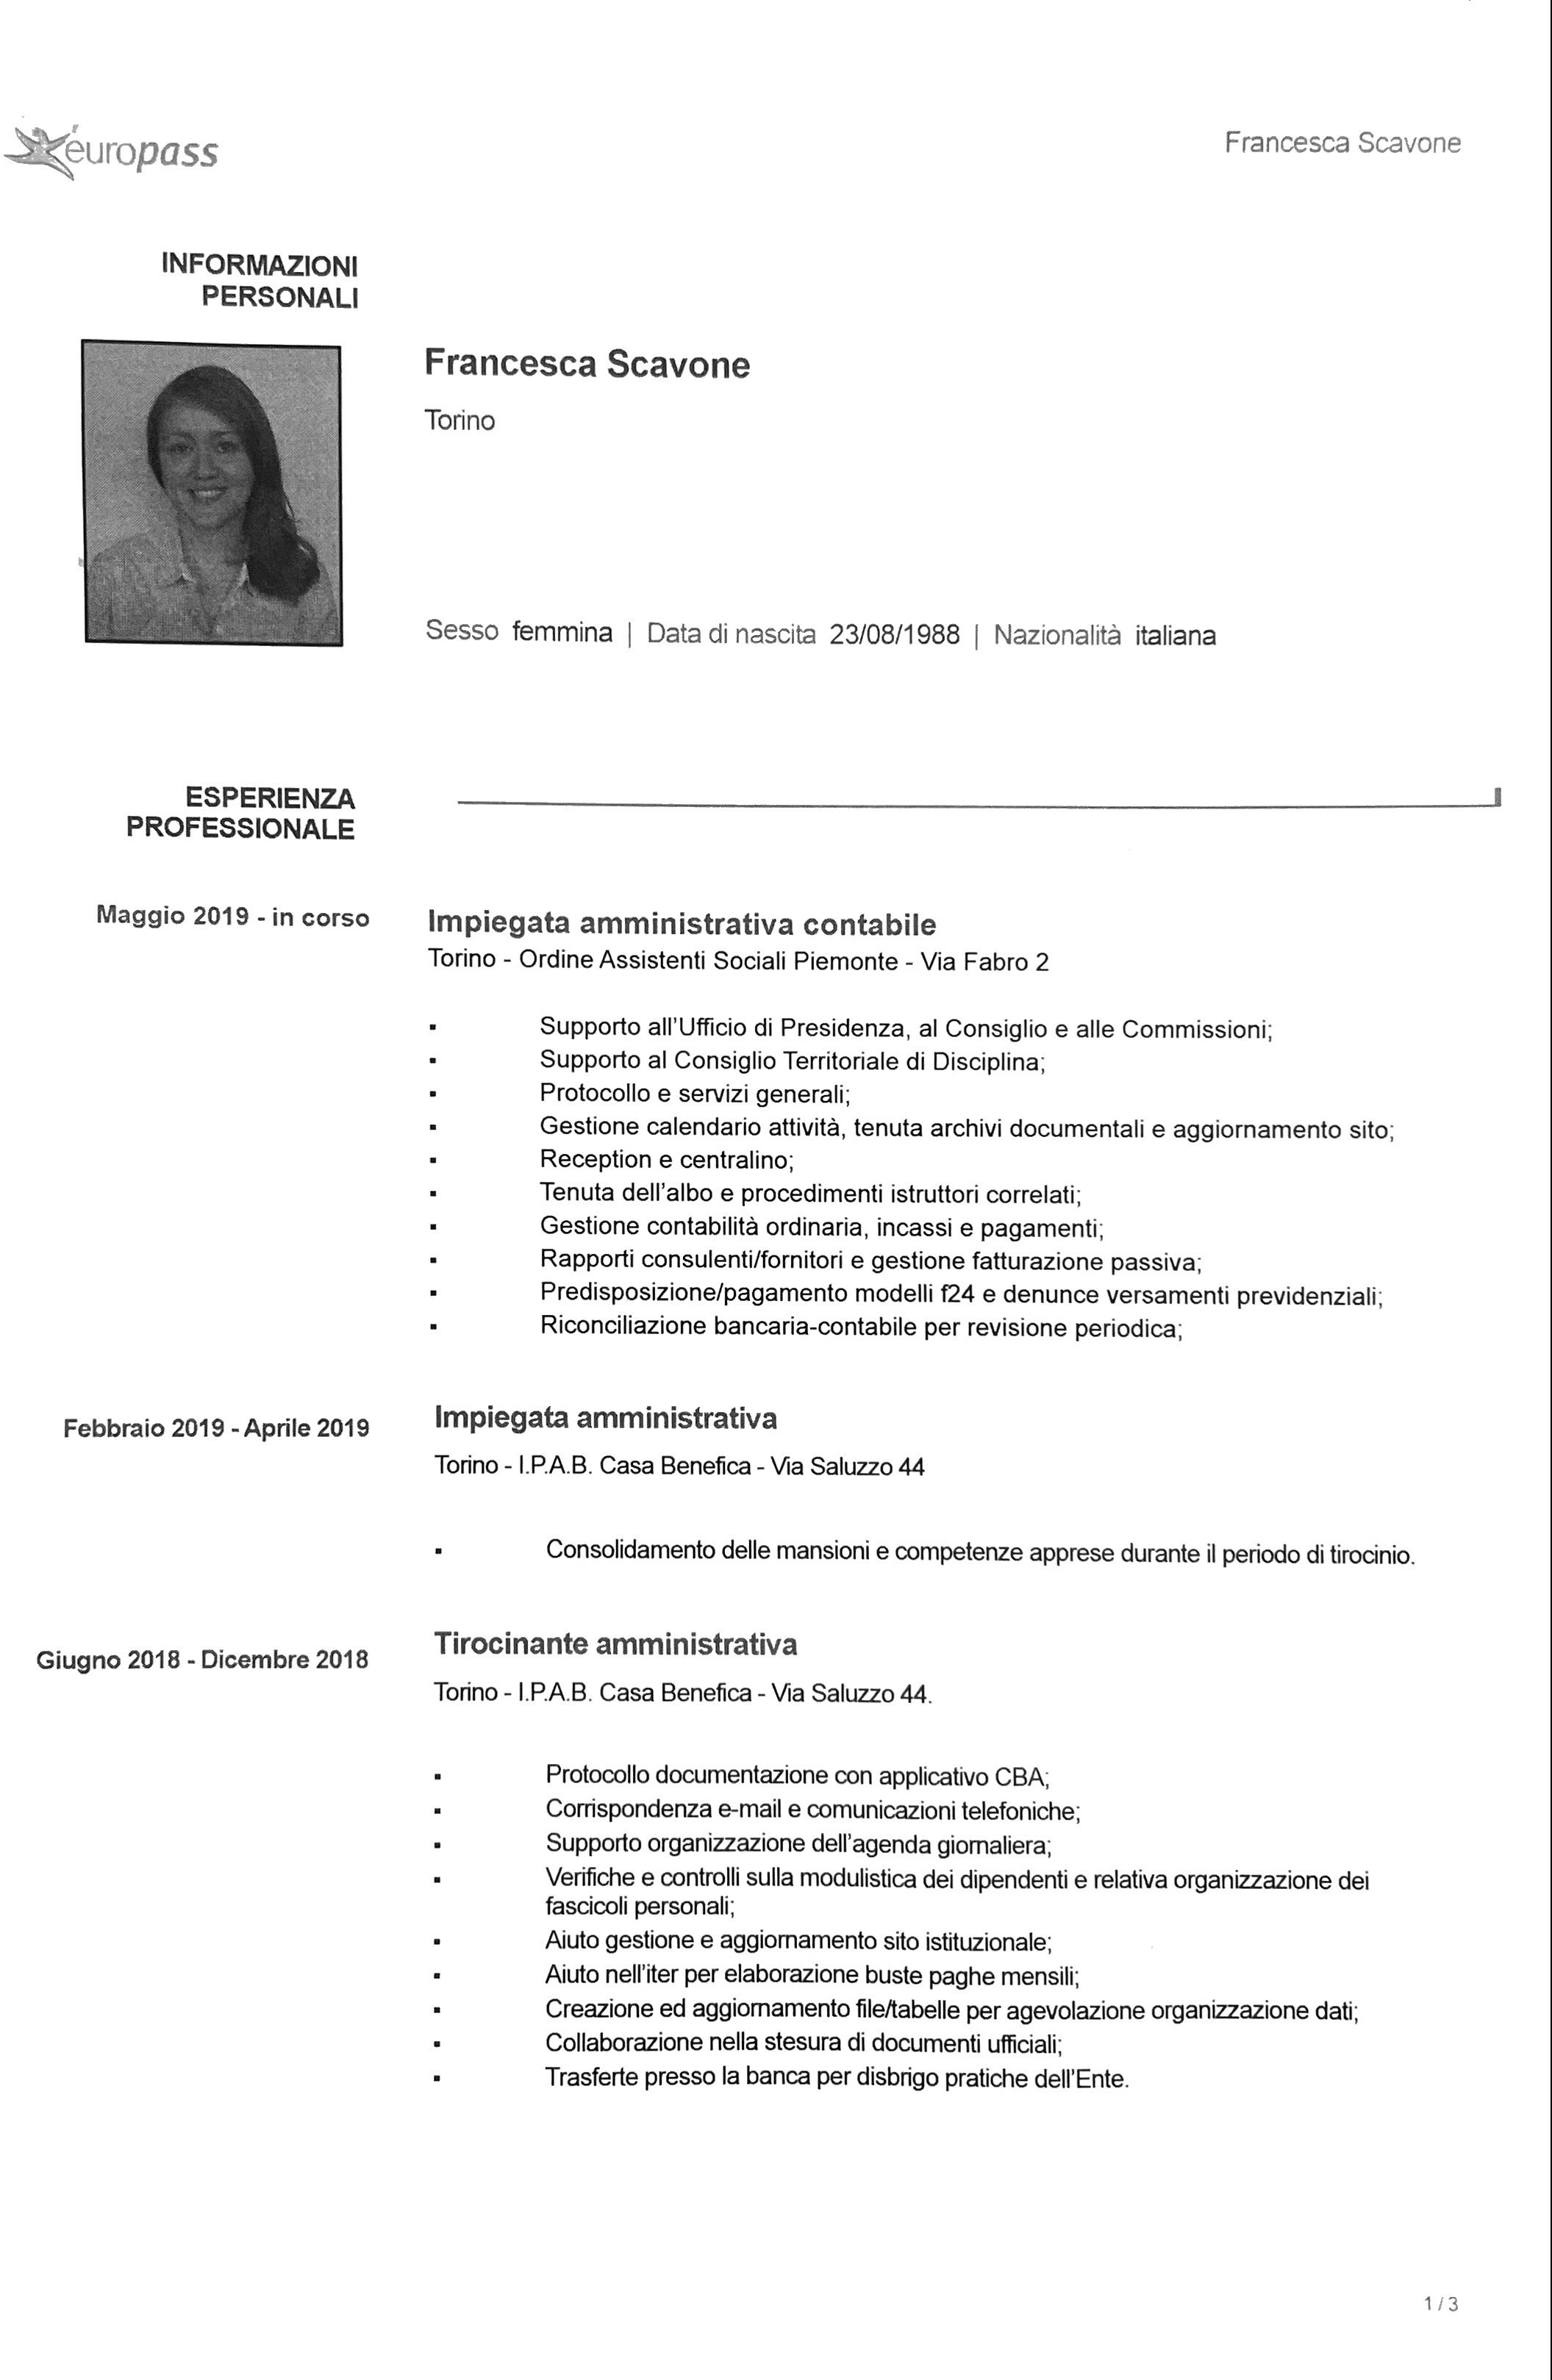 europass
Francesca Scavone
INFORMAZIONI
PERSONALI
Francesca Scavone
Torino
Sesso femmina | Data di nascita 23/08/1988 | Nazionalità italiana
ESPERIENZA
PROFESSIONALE
Maggio 2019 - in corso
Impiegata amministrativa contabile
Torino - Ordine Assistenti Sociali Piemonte - Via Fabro 2
▪ Supporto all'Ufficio di Presidenza, al Consiglio e alle Commissioni;
▪ Supporto al Consiglio Territoriale di Disciplina;
▪ Protocollo e servizi generali;
▪ Gestione calendario attività, tenuta archivi documentali e aggiornamento sito;
▪ Reception e centralino;
▪ Tenuta dell'albo e procedimenti istruttori correlati;
▪ Gestione contabilità ordinaria, incassi e pagamenti;
▪ Rapporti consulenti/fornitori e gestione fatturazione passiva;
▪ Predisposizione/pagamento modelli f24 e denunce versamenti previdenziali;
▪ Riconciliazione bancaria-contabile per revisione periodica;
Febbraio 2019 - Aprile 2019
Impiegata amministrativa
Torino - I.P.A.B. Casa Benefica - Via Saluzzo 44
▪ Consolidamento delle mansioni e competenze apprese durante il periodo di tirocinio.
Giugno 2018 - Dicembre 2018
Tirocinante amministrativa
Torino - I.P.A.B. Casa Benefica - Via Saluzzo 44.
▪ Protocollo documentazione con applicativo CBA;
▪ Corrispondenza e-mail e comunicazioni telefoniche;
▪ Supporto organizzazione dell'agenda giornaliera;
▪ Verifiche e controlli sulla modulistica dei dipendenti e relativa organizzazione dei
fascicoli personali;
▪ Aiuto gestione e aggiornamento sito istituzionale;
▪ Aiuto nell'iter per elaborazione buste paghe mensili;
▪ Creazione ed aggiornamento file/tabelle per agevolazione organizzazione dati;
▪ Collaborazione nella stesura di documenti ufficiali;
▪ Trasferte presso la banca per disbrigo pratiche dell'Ente.
1 / 3